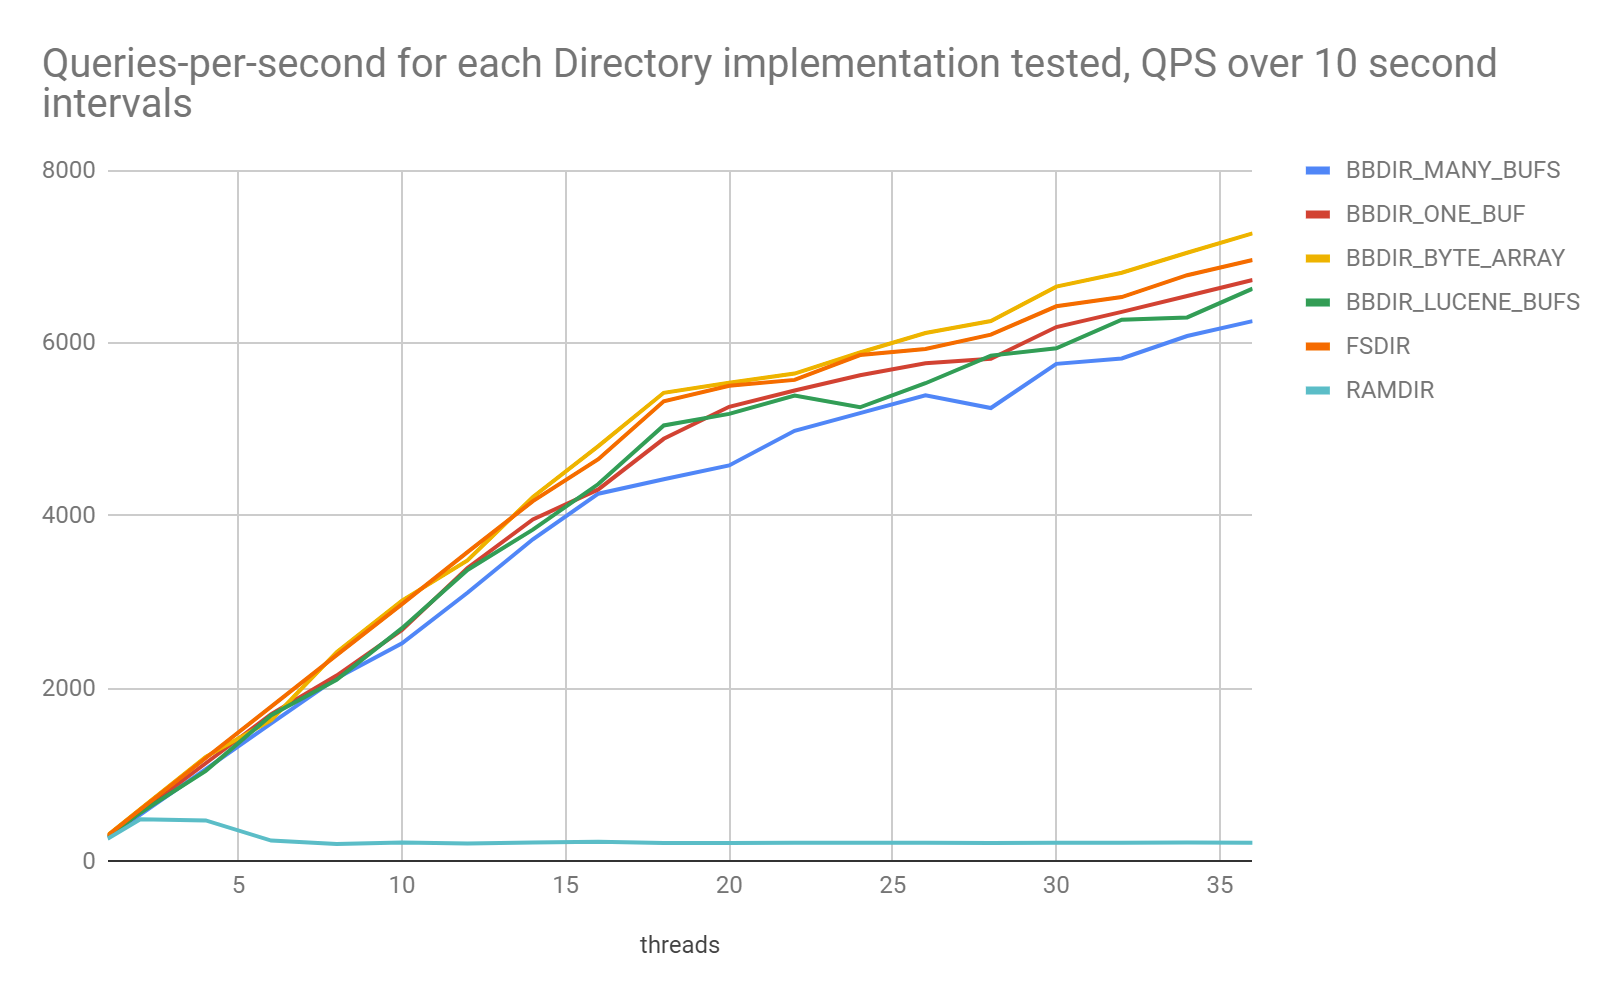 Queries-per-second for each Directory implementation tested, QPS over 10 second
intervals
8000
6000
4000
2000
0
5
10
15
20
25
30
35
threads
BBDIR_MANY_BUFS
BBDIR_ONE_BUF
BBDIR_BYTE_ARRAY
BBDIR_LUCENE_BUFS
FSDIR
RAMDIR